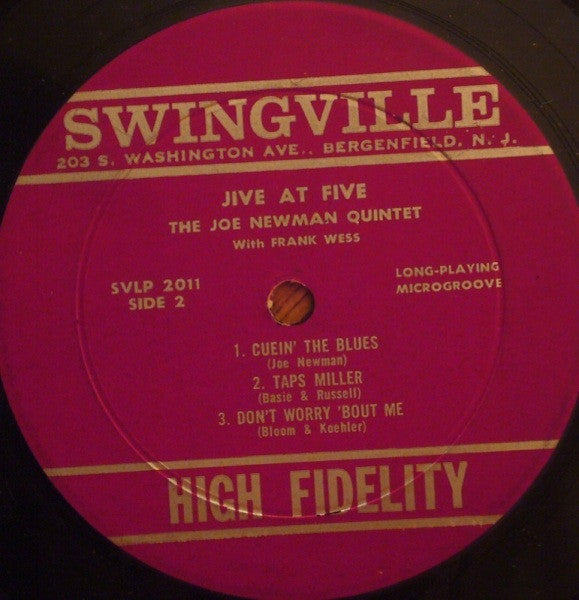 SWINGVILLE
203 S. WASHINGTON AVE., BERGENFIELD, N. J.
JIVE AT FIVE
THE JOE NEWMAN QUINTET
With FRANK WESS
SVLP 2011
SIDE 2
LONG-PLAYING
MICROGROOVE
1. CUEIN' THE BLUES
(Joe Newman)
2. TAPS MILLER
(Basie & Russell)
3. DON'T WORRY 'BOUT ME
(Bloom & Koehler)
HIGH FIDELITY